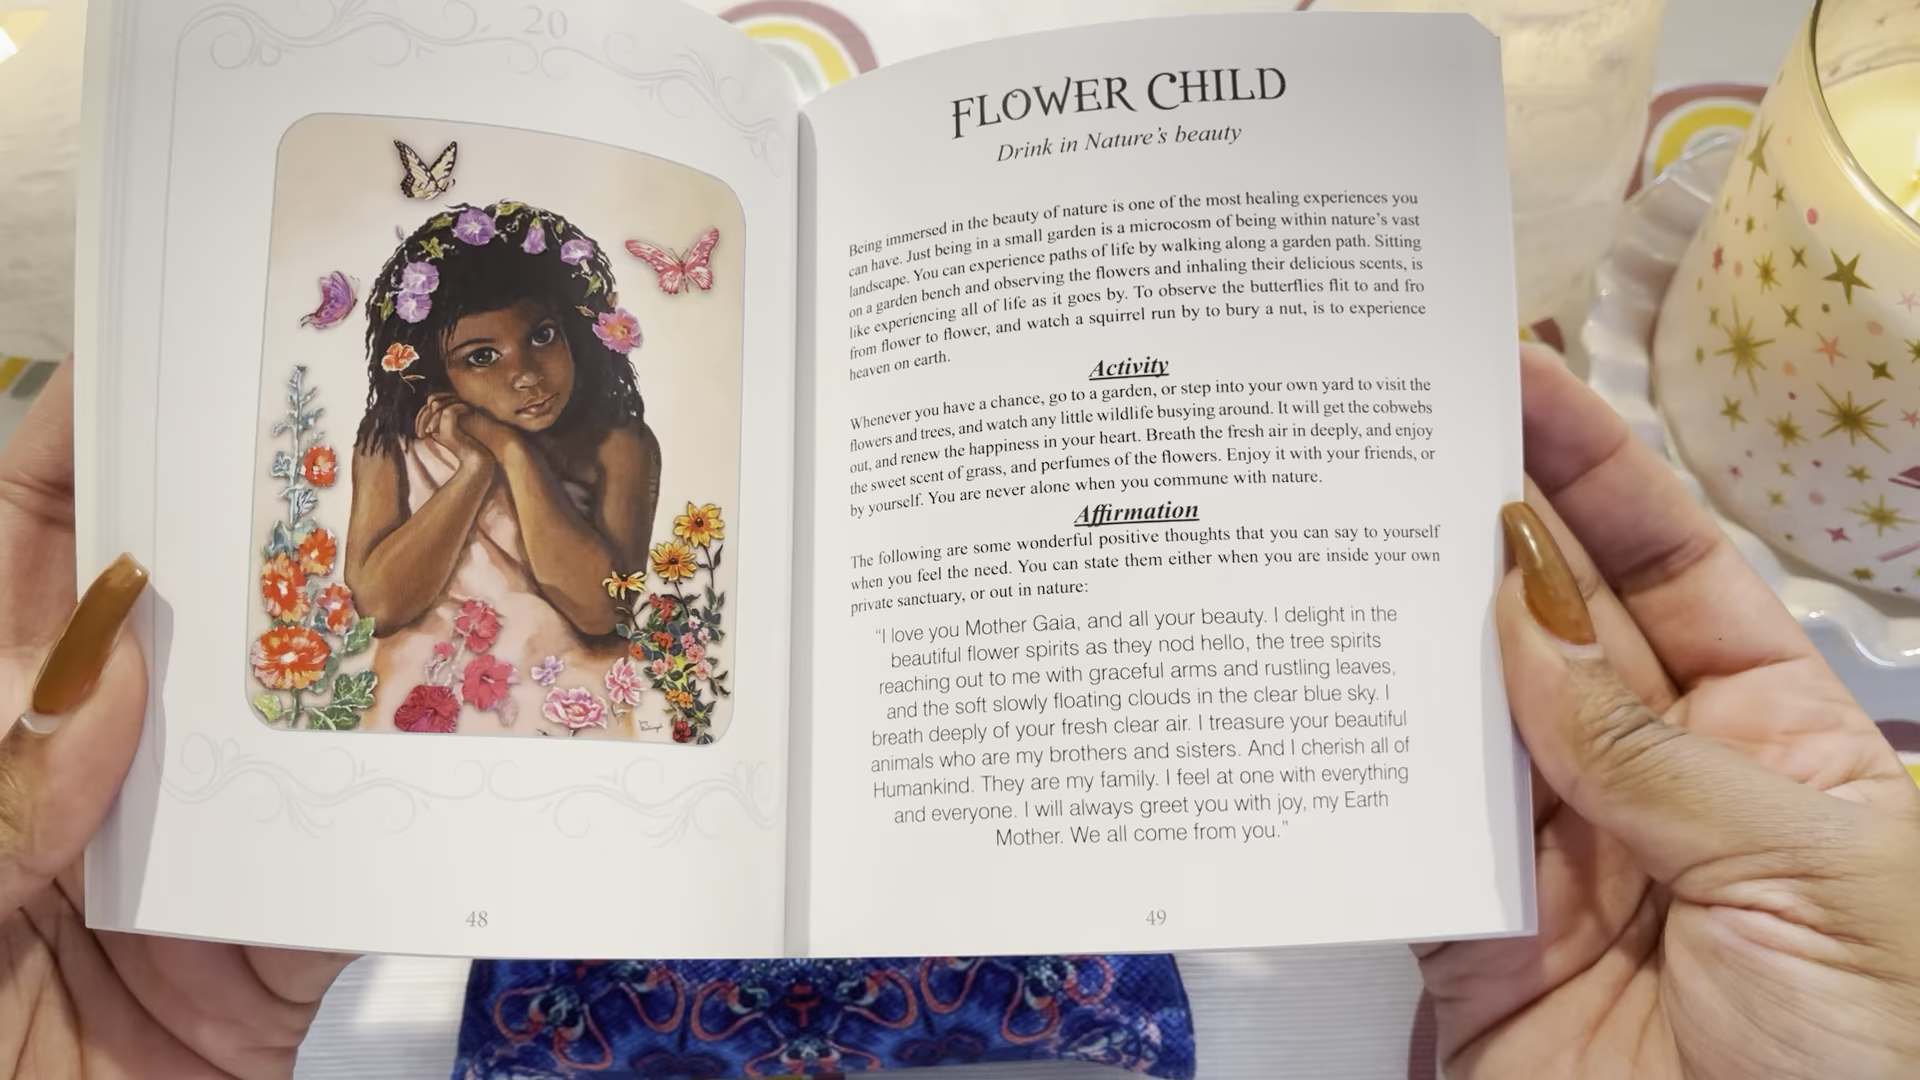 20
48
FLOWER CHILD
Drink in Nature's beauty
Being immersed in the beauty of nature is one of the most healing experiences you
can have. Just being in a small garden is a microcosm of being within nature's vast
landscape. You can experience paths of life by walking along a garden path. Sitting
on a garden bench and observing the flowers and inhaling their delicious scents, is
like experiencing all of life as it goes by. To observe the butterflies flit to and fro
from flower to flower, and watch a squirrel run by to bury a nut, is to experience
heaven on earth.
Activity
Whenever you have a chance, go to a garden, or step into your own yard to visit the
flowers and trees, and watch any little wildlife busying around. It will get the cobwebs
out, and renew the happiness in your heart. Breath the fresh air in deeply, and enjoy
the sweet scent of grass, and perfumes of the flowers. Enjoy it with your friends, or
by yourself. You are never alone when you commune with nature.
Affirmation
The following are some wonderful positive thoughts that you can say to yourself
when you feel the need. You can state them either when you are inside your own
private sanctuary, or out in nature:
"I love you Mother Gaia, and all your beauty. I delight in the
beautiful flower spirits as they nod hello, the tree spirits
reaching out to me with graceful arms and rustling leaves,
and the soft slowly floating clouds in the clear blue sky. I
breath deeply of your fresh clear air. I treasure your beautiful
animals who are my brothers and sisters. And I cherish all of
Humankind. They are my family. I feel at one with everything
and everyone. I will always greet you with joy, my Earth
Mother. We all come from you."
49